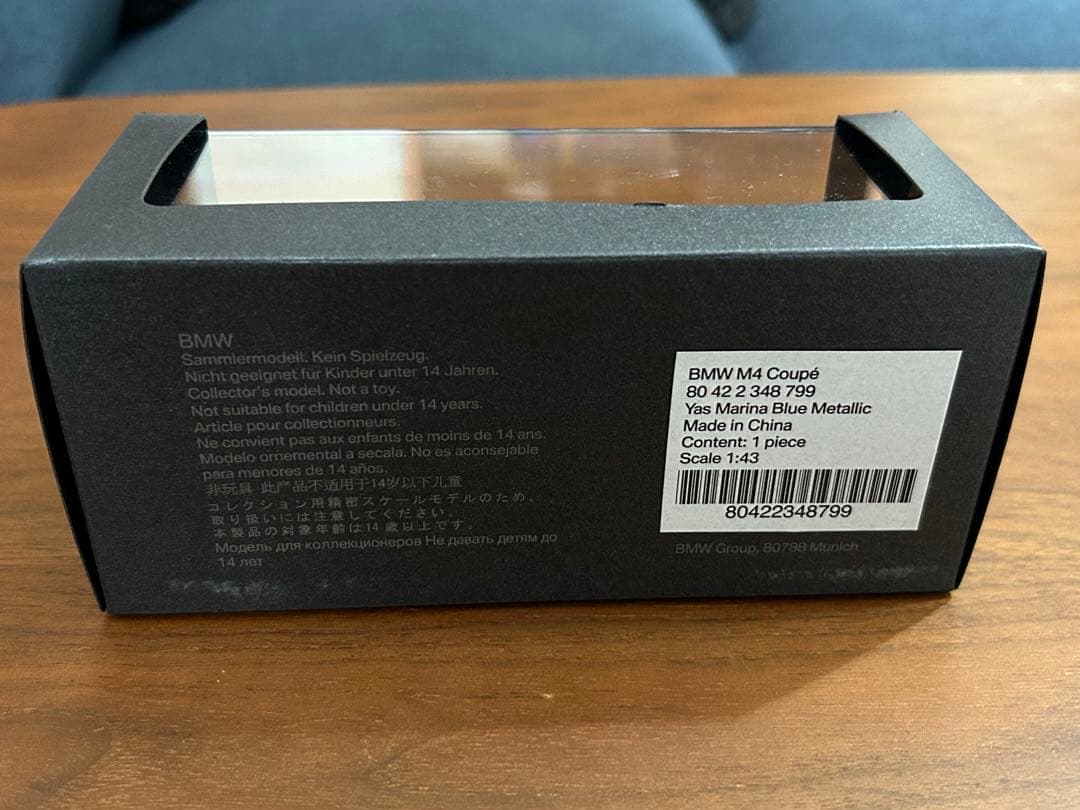 BMW
Sammlermodell. Kein Spielzeug.
Nicht geeignet für Kinder unter 14 Jahren.
Collector's model. Not a toy.
Not suitable for children under 14 years.
Article pour collectionneurs.
Ne convient pas aux enfants de moins de 14 ans.
Modelo ornemental a secala. No es aconsejable
para menores de 14 años.
非玩具 此产品不适用于14岁以下儿童
コレクション用精密スケールモデルのため、
取り扱いには注意してください。
本製品の対象年齢は14歳以上です。
Модель для коллекционеров Не давать детям до
14 лет
BMW M4 Coupé
80 42 2 348 799
Yas Marina Blue Metallic
Made in China
Content: 1 piece
Scale 1:43
80422348799
BMW Group, 80788 Munich